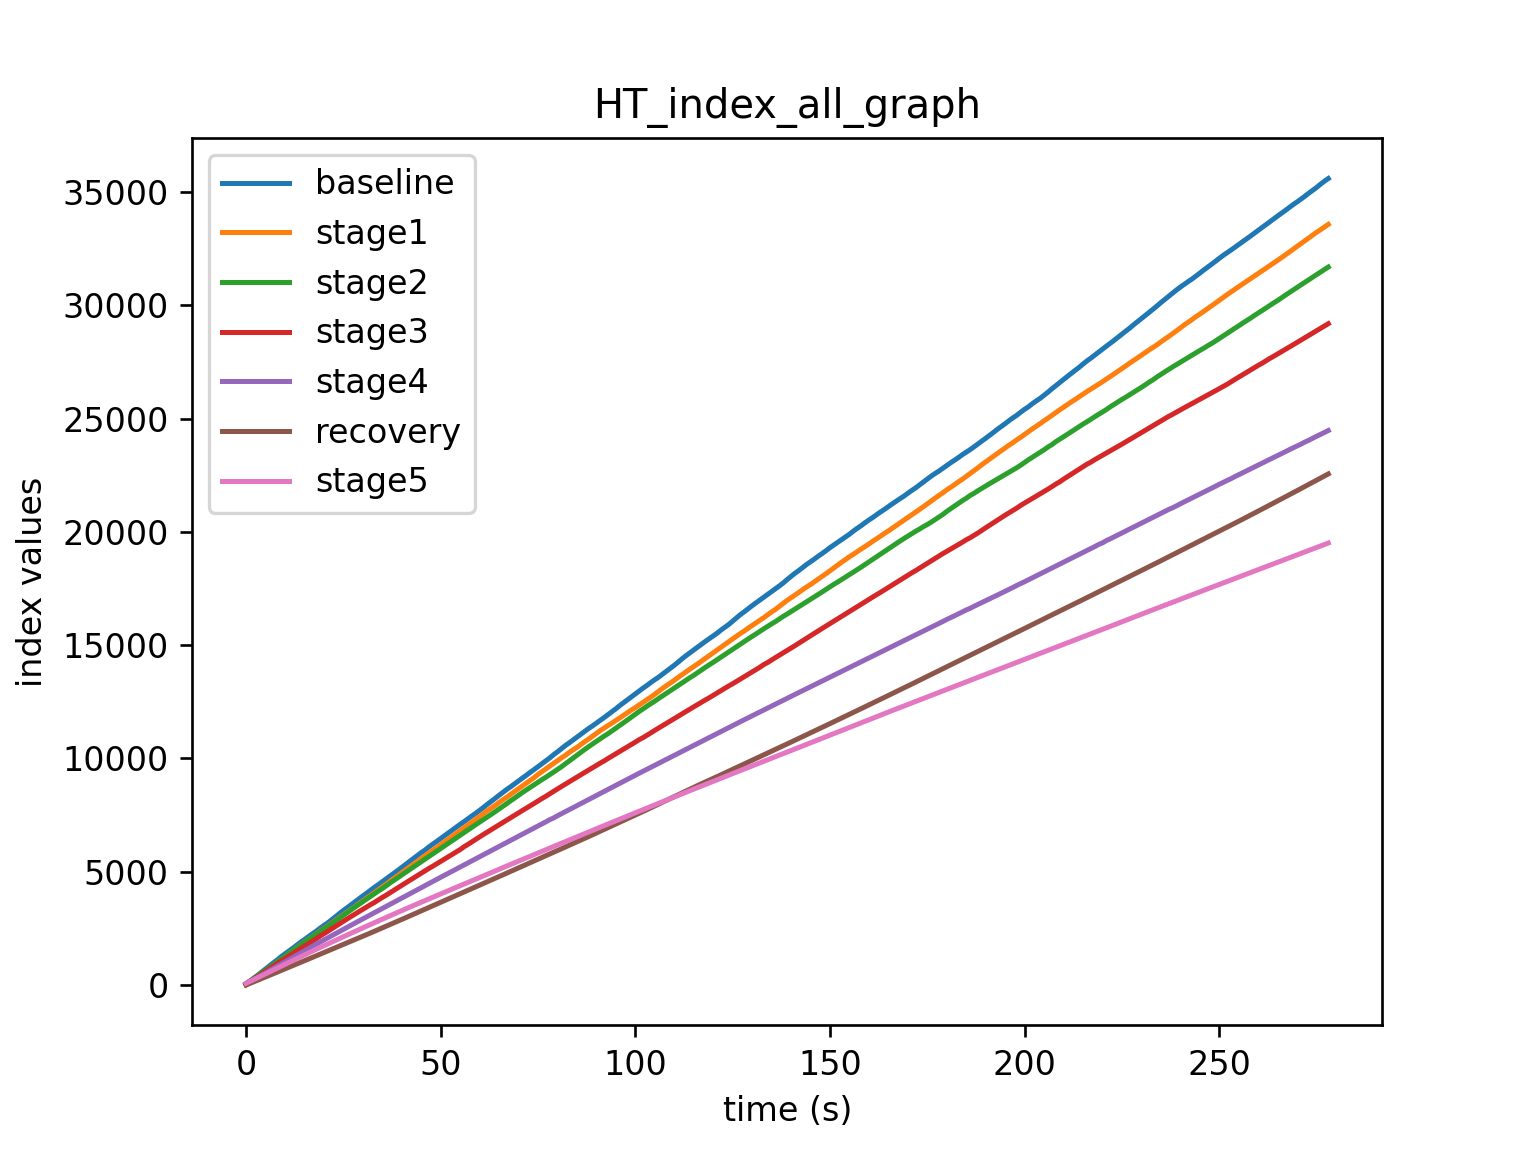 HT_index_all_graph
baseline
stage1
stage2
stage3
stage4
recovery
stage5
35000
30000
25000
20000
15000
10000
5000
0
index values
0 50 100 150 200 250
time (s)